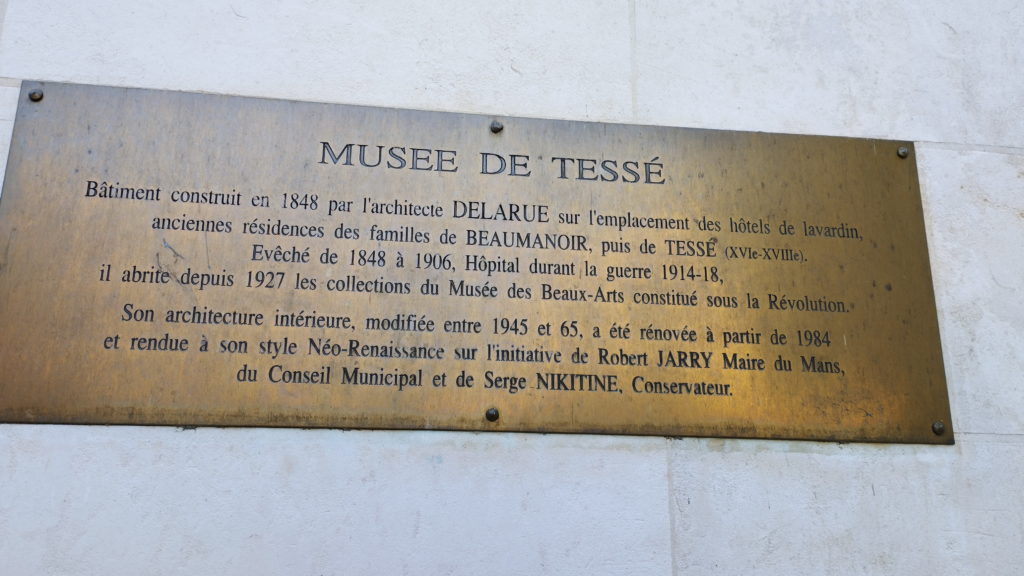 MUSEE DE TESSÉ
Bâtiment construit en 1848 par l'architecte DELARUE sur l'emplacement des hôtels de lavardin,
anciennes résidences des familles de BEAUMANOIR, puis de TESSÉ (XVIe-XVIIIe).
Evêché de 1848 à 1906, Hôpital durant la guerre 1914-18,
il abrite depuis 1927 les collections du Musée des Beaux-Arts constitué sous la Révolution.
Son architecture intérieure, modifiée entre 1945 et 65, a été rénovée à partir de 1984
et rendue à son style Néo-Renaissance sur l'initiative de Robert JARRY Maire du Mans,
du Conseil Municipal et de Serge NIKITINE, Conservateur.